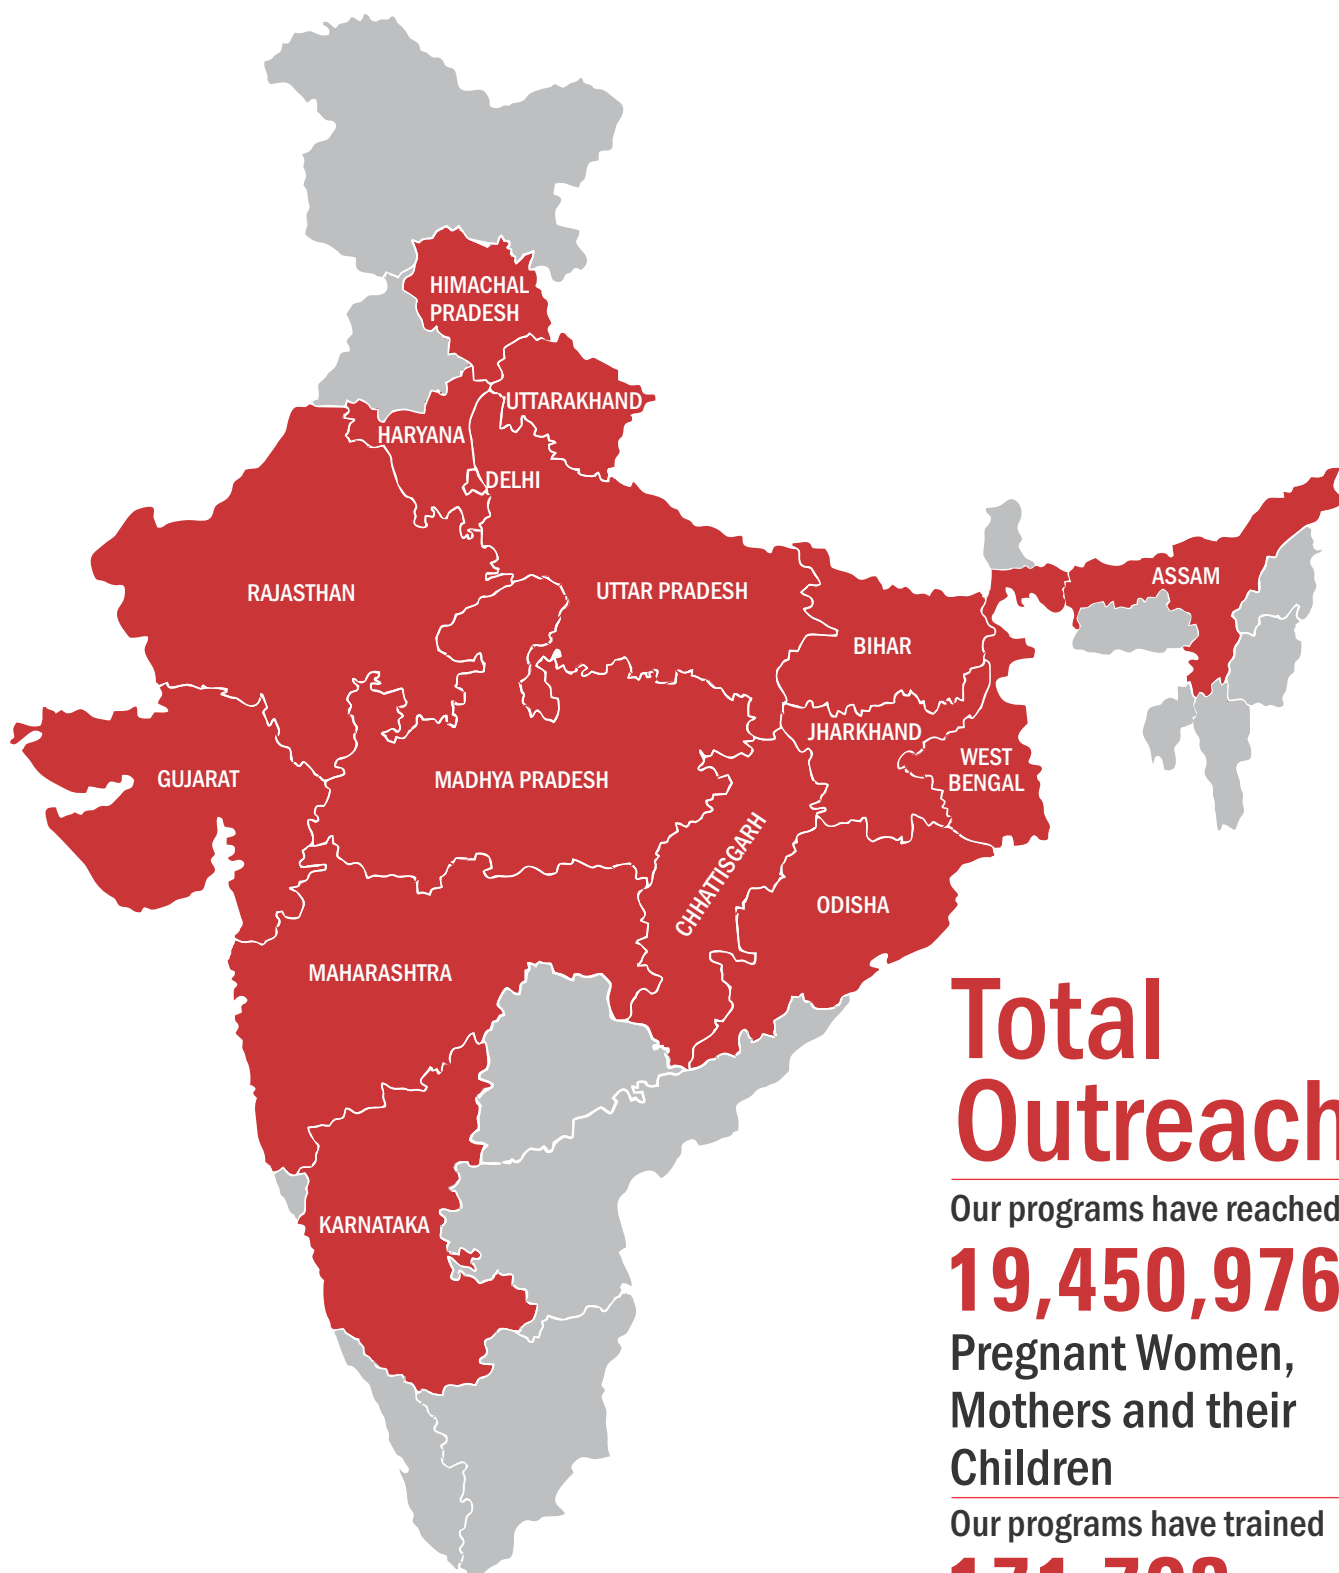 HIMACHAL
PRADESH
UTTARAKHAND
HARYANA
DELHI
RAJASTHAN
UTTAR PRADESH
ASSAM
BIHAR
JHARKHAND
WEST
BENGAL
GUJARAT
MADHYA PRADESH
CHHATTISGARH
ODISHA
MAHARASHTRA
KARNATAKA
Total
Outreach
Our programs have reached
19,450,976
Pregnant Women,
Mothers and their
Children
Our programs have trained